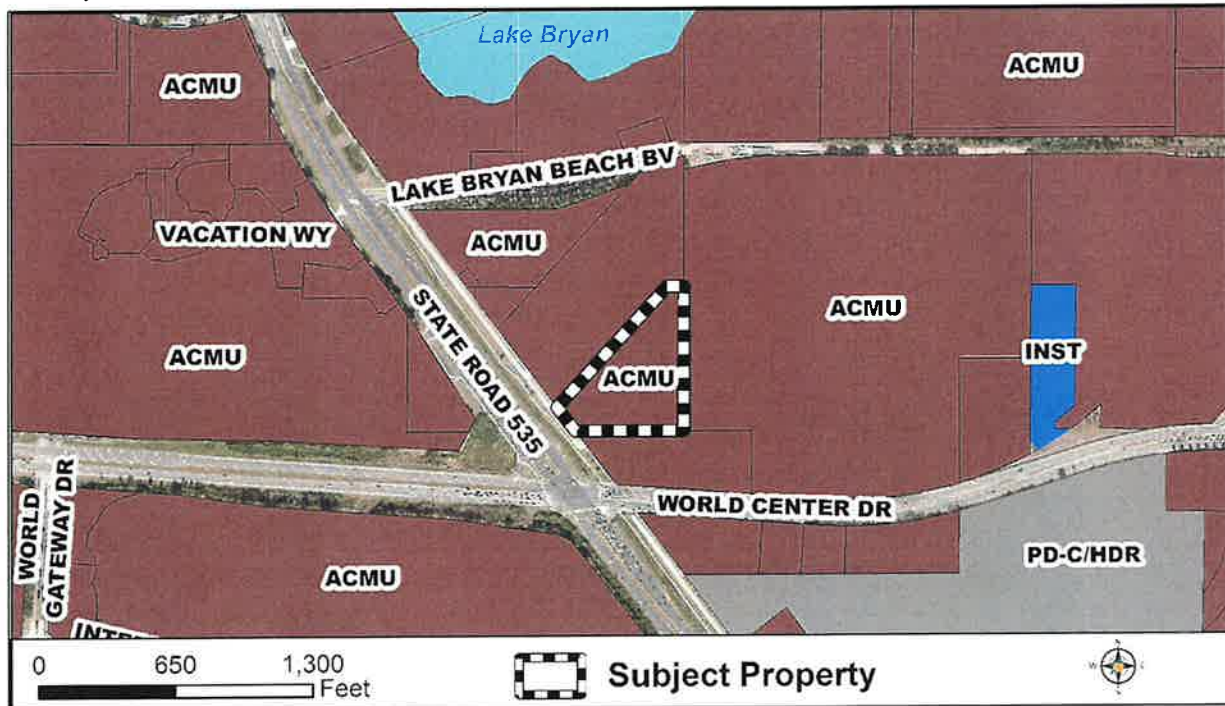 Lake Bryan
ACMU
ACMU
LAKE BRYAN BEACH BV
VACATION WY
ACMU
STATE ROAD 535
ACMU
ACMU
ACMU
INST
WORLD CENTER DR
WORLD
GATEWAY DR
ACMU
PD-C/HDR
0 650 1,300
Feet
Subject Property
N
W
S